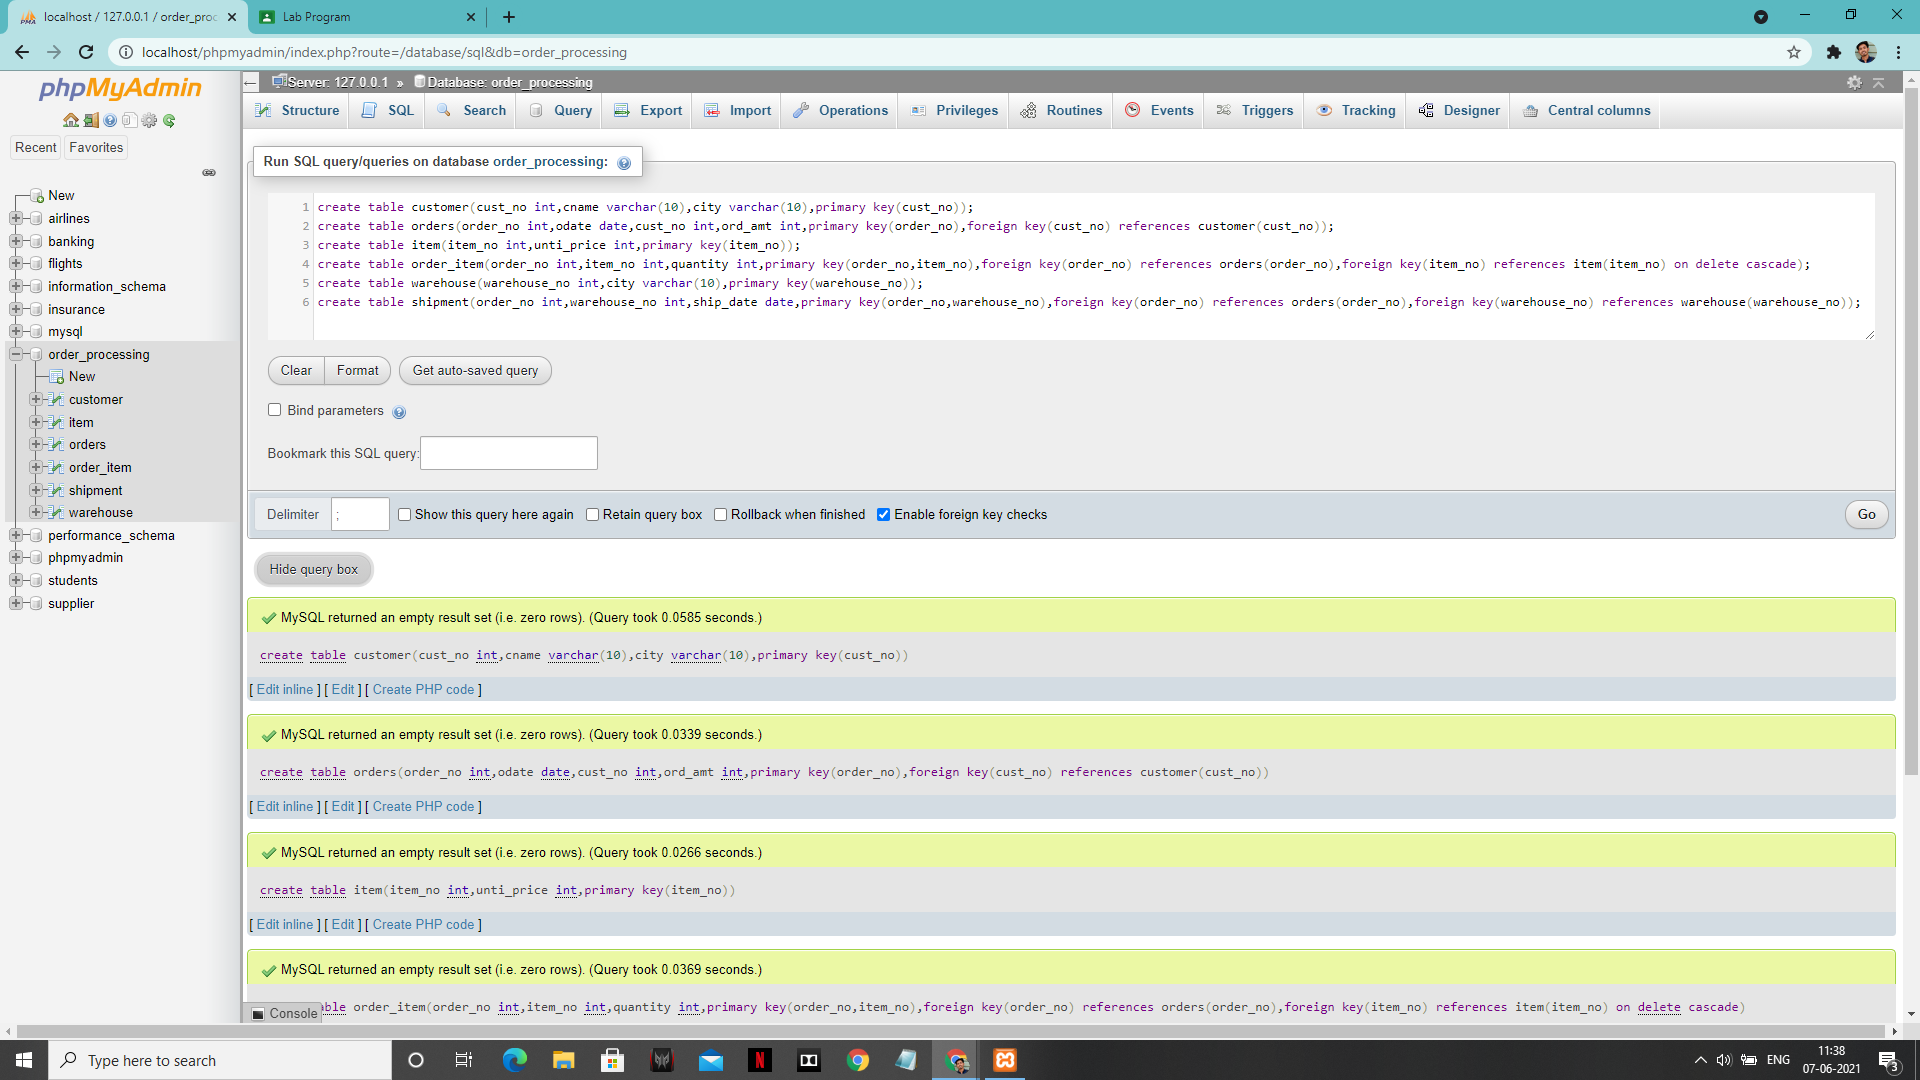 localhost / 127.0.0.1 / order_proc
Lab Program
localhost/phpmyadmin/index.php?route=/database/sql&db=order_processing
phpMyAdmin
Recent
Favorites
New
airlines
banking
flights
information_schema
insurance
mysql
order_processing
New
customer
item
orders
order_item
shipment
warehouse
performance_schema
phpmyadmin
students
supplier
Server: 127.0.0.1 » Database: order_processing
Structure SQL Search Query Export Import Operations Privileges Routines Events Triggers Tracking Designer Central columns
Run SQL query/queries on database order_processing:
1 create table customer(cust_no int,cname varchar(10),city varchar(10),primary key(cust_no));
2 create table orders(order_no int,odate date,cust_no int,ord_amt int,primary key(order_no),foreign key(cust_no) references customer(cust_no));
3 create table item(item_no int,unti_price int,primary key(item_no));
4 create table order_item(order_no int,item_no int,quantity int,primary key(order_no,item_no),foreign key(order_no) references orders(order_no),foreign key(item_no) references item(item_no) on delete cascade);
5 create table warehouse(warehouse_no int,city varchar(10),primary key(warehouse_no));
6 create table shipment(order_no int,warehouse_no int,ship_date date,primary key(order_no,warehouse_no),foreign key(order_no) references orders(order_no),foreign key(warehouse_no) references warehouse(warehouse_no));
Clear Format Get auto-saved query
Bind parameters
Bookmark this SQL query:
Delimiter ; Show this query here again Retain query box Rollback when finished Enable foreign key checks Go
Hide query box
MySQL returned an empty result set (i.e. zero rows). (Query took 0.0585 seconds.)
create table customer(cust_no int,cname varchar(10),city varchar(10),primary key(cust_no))
[ Edit inline ] [ Edit ] [ Create PHP code ]
MySQL returned an empty result set (i.e. zero rows). (Query took 0.0339 seconds.)
create table orders(order_no int,odate date,cust_no int,ord_amt int,primary key(order_no),foreign key(cust_no) references customer(cust_no))
[ Edit inline ] [ Edit ] [ Create PHP code ]
MySQL returned an empty result set (i.e. zero rows). (Query took 0.0266 seconds.)
create table item(item_no int,unti_price int,primary key(item_no))
[ Edit inline ] [ Edit ] [ Create PHP code ]
MySQL returned an empty result set (i.e. zero rows). (Query took 0.0369 seconds.)
ble order_item(order_no int,item_no int,quantity int,primary key(order_no,item_no),foreign key(order_no) references orders(order_no),foreign key(item_no) references item(item_no) on delete cascade)
Console
Type here to search
ENG
11:38
07-06-2021
3